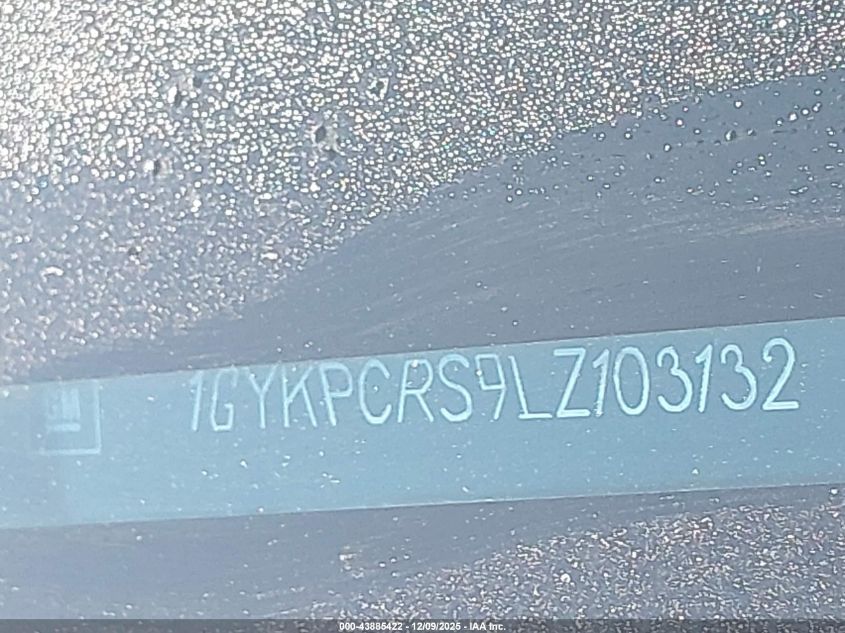 1GYKPCRS9LZ103132
000-43885422 - 12/09/2025 - IAA Inc.